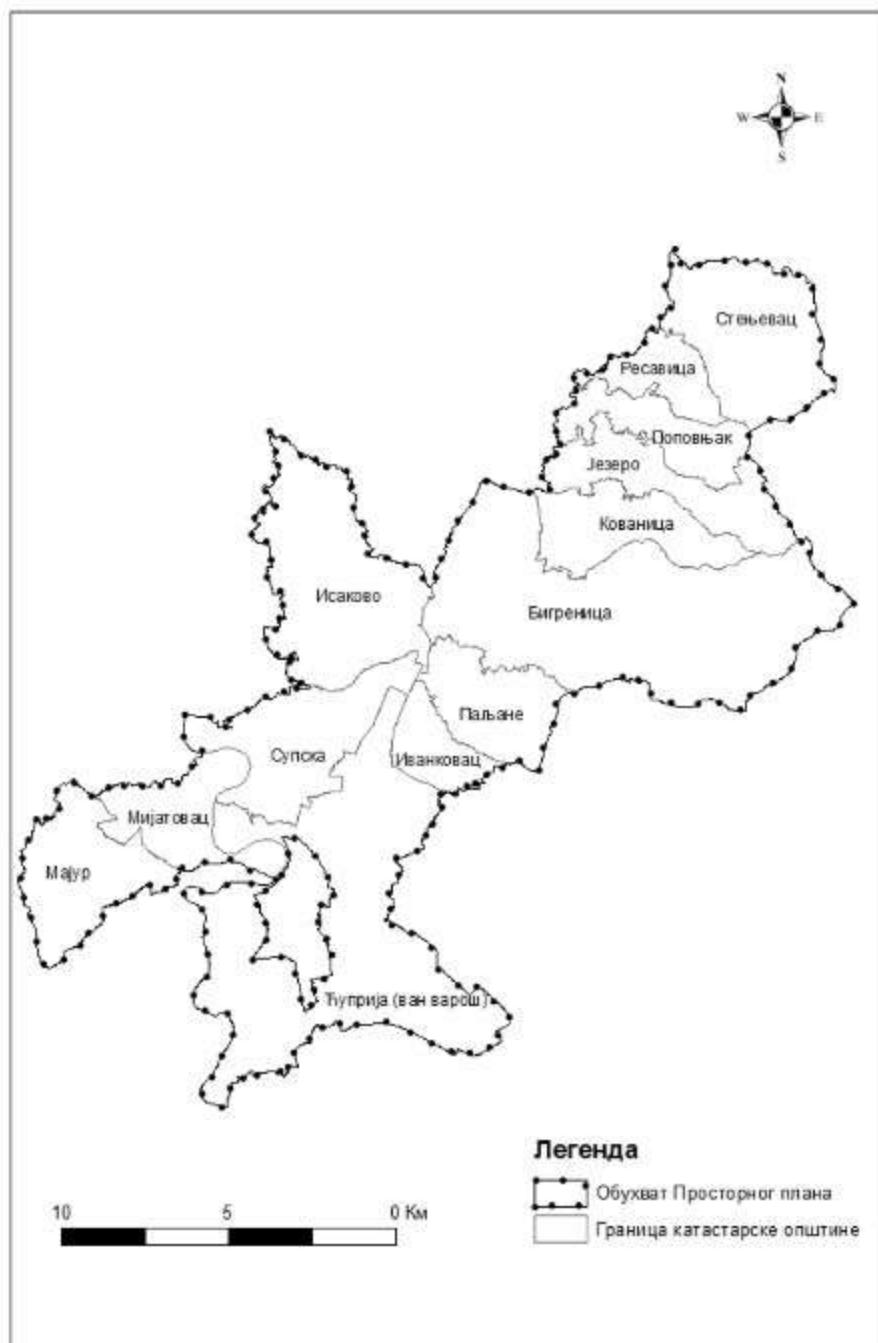 N
W E
S
Стењевац
Ресавица
Поповњак
Језеро
Кованица
Исаково
Бигреница
Паљане
Супска
Иванковац
Мијатовац
Мајур
Ћуприја (ван варош)
Легенда
Обухват Просторног плана
Граница катастарске општине
10 5 0 Км